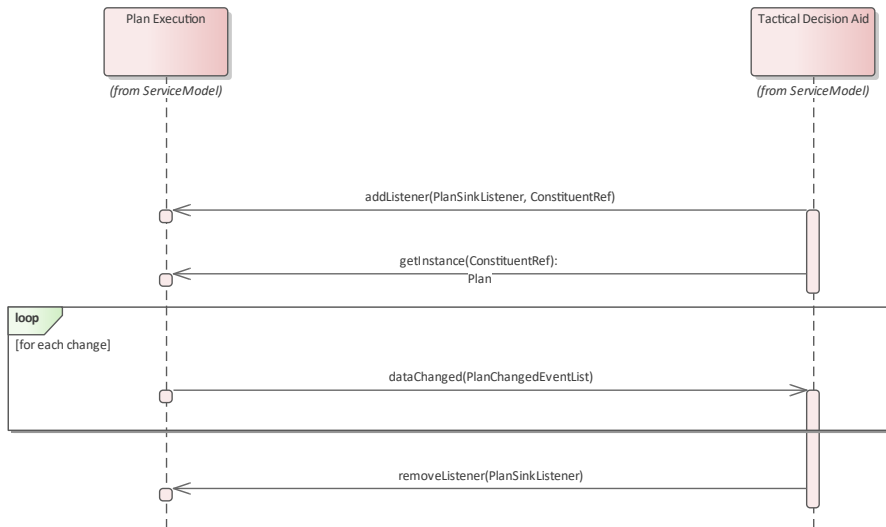 Plan Execution
Tactical Decision Aid
(from ServiceModel)
(from ServiceModel)
addListener(PlanSinkListener, ConstituentRef)
getInstance(ConstituentRef):
Plan
loop
[for each change]
dataChanged(PlanChangedEventList)
removeListener(PlanSinkListener)